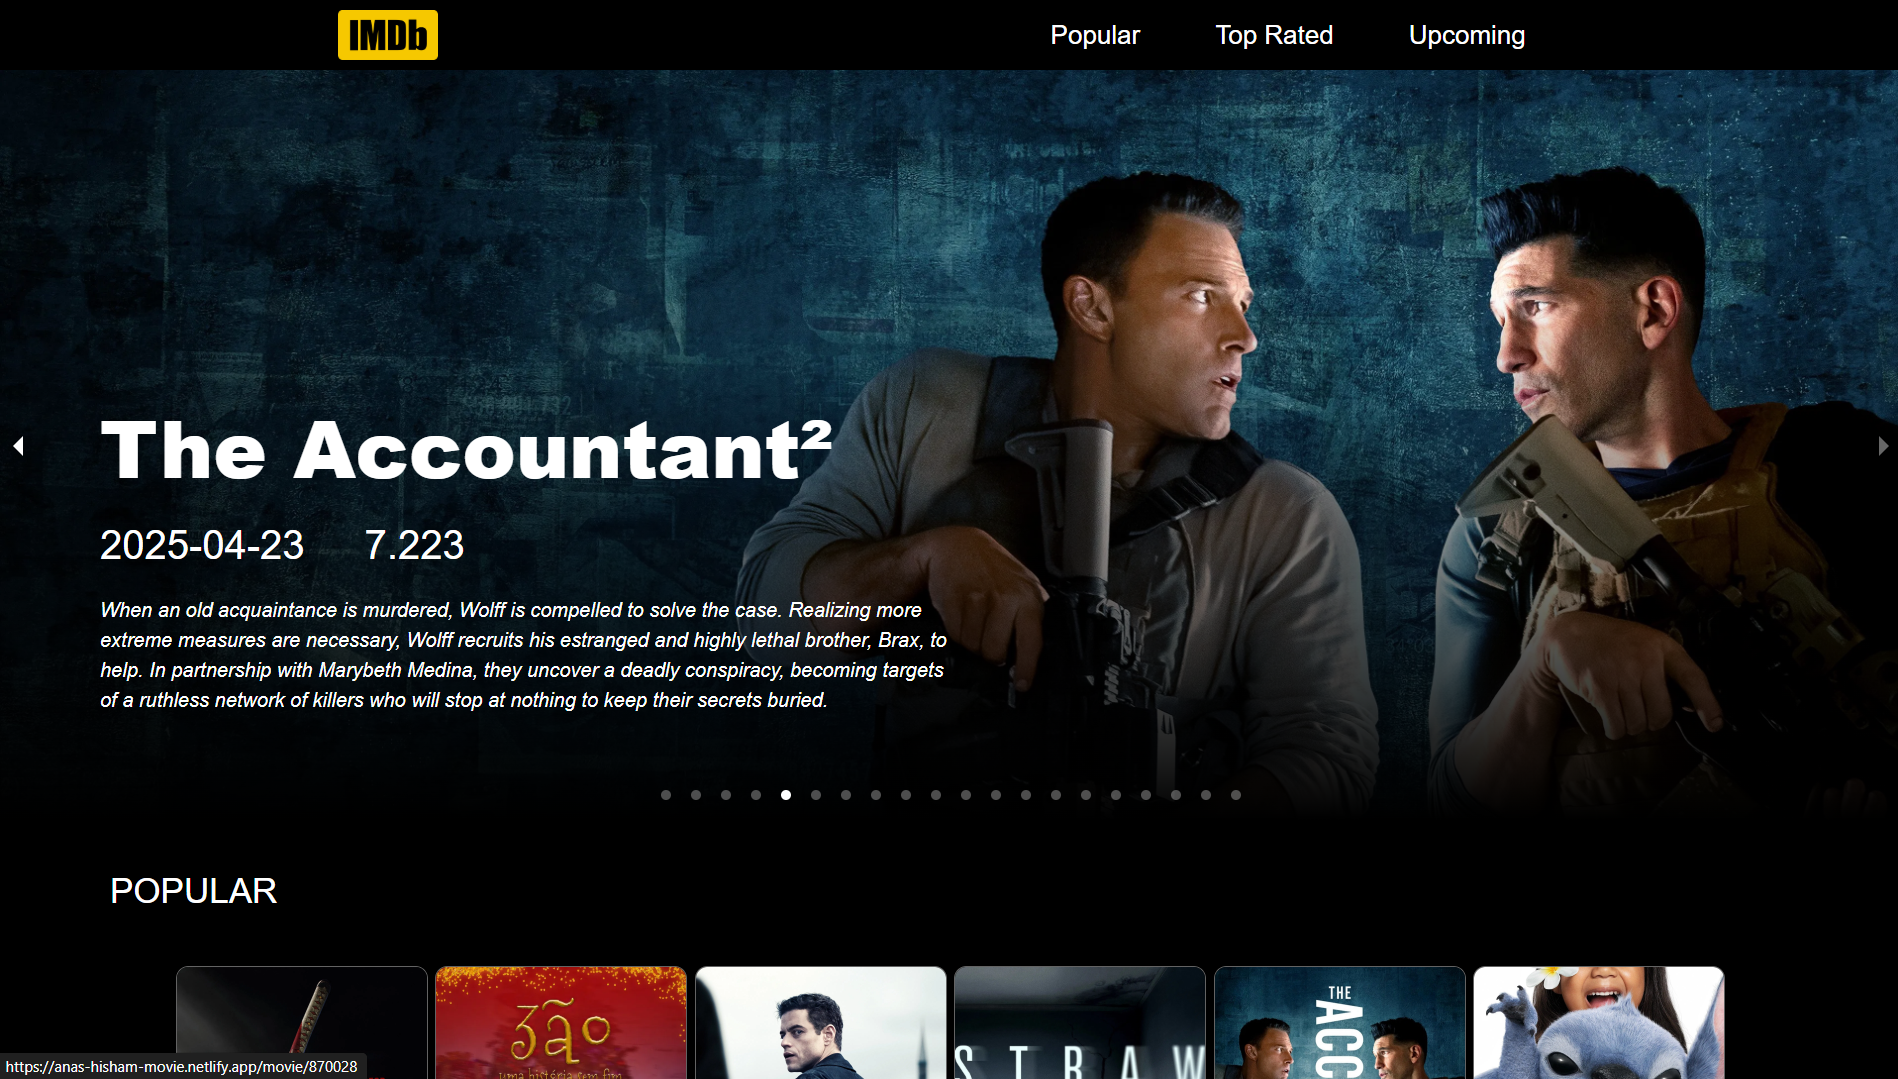 IMDb
Popular
Top Rated
Upcoming
The Accountant²
2025-04-23
7.223
When an old acquaintance is murdered, Wolff is compelled to solve the case. Realizing more
extreme measures are necessary, Wolff recruits his estranged and highly lethal brother, Brax, to
help. In partnership with Marybeth Medina, they uncover a deadly conspiracy, becoming targets
of a ruthless network of killers who will stop at nothing to keep their secrets buried.
POPULAR
3ão
uma história sem fim
STRAW
THE
ACC
https://anas-hisham-movie.netlify.app/movie/870028